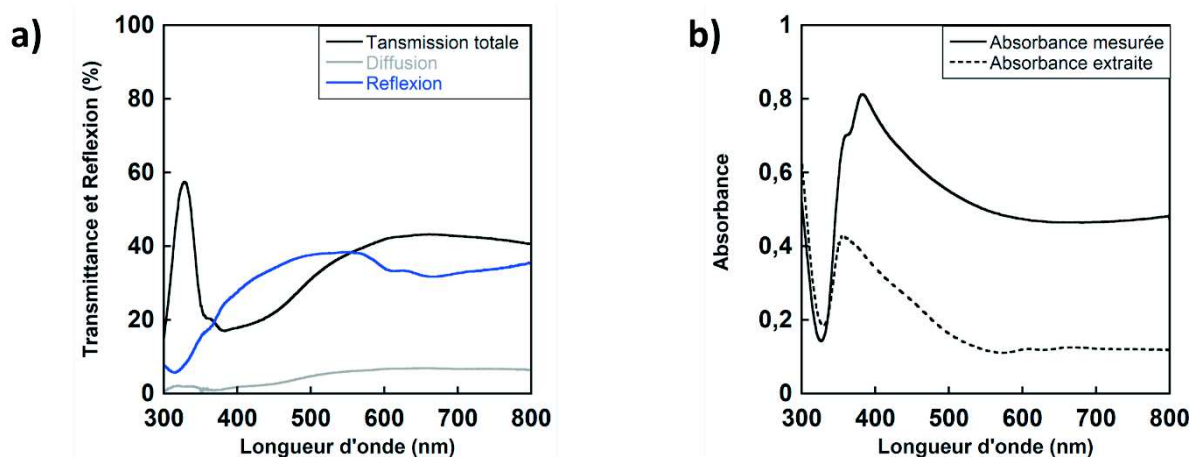 a)
Transmittance et Reflexion (%)
100
80
60
40
20
0
Tansmission totale
Diffusion
Reflexion
300 400 500 600 700 800
Longueur d'onde (nm)
b)
Absorbance
1
0,8
0,6
0,4
0,2
0
Absorbance mesurée
Absorbance extraite
300 400 500 600 700 800
Longueur d'onde (nm)